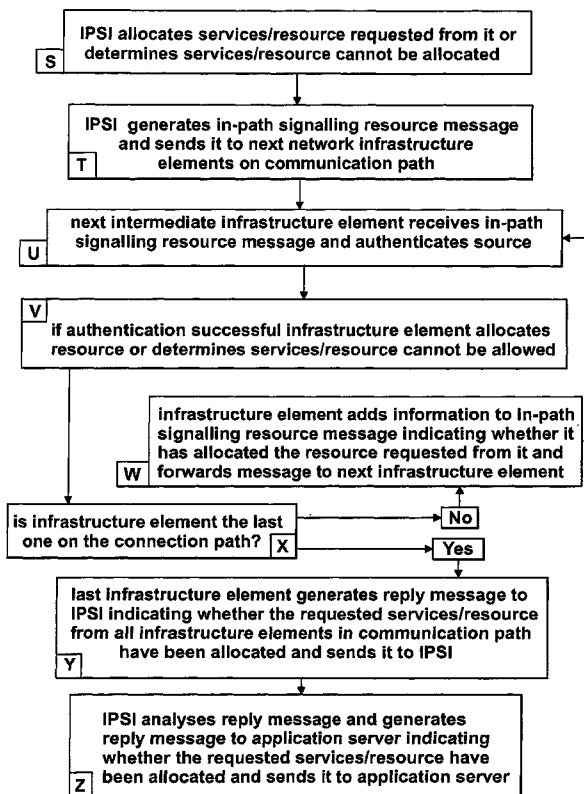 IPSI allocates services/resource requested from it or
determines services/resource cannot be allocated
S
IPSI generates in-path signalling resource message
and sends it to next network infrastructure
elements on communication path
T
next intermediate infrastructure element receives in-path
signalling resource message and authenticates source
U
V
if authentication successful infrastructure element allocates
resource or determines services/resource cannot be allowed
infrastructure element adds information to in-path
signalling resource message indicating whether it
has allocated the resource requested from it and
forwards message to next infrastructure element
W
is infrastructure element the last
one on the connection path?
X
No
Yes
last infrastructure element generates reply message to
IPSI indicating whether the requested services/resource
from all infrastructure elements in communication path
have been allocated and sends it to IPSI
Y
IPSI analyses reply message and generates
reply message to application server indicating
whether the requested services/resource have
been allocated and sends it to application server
Z